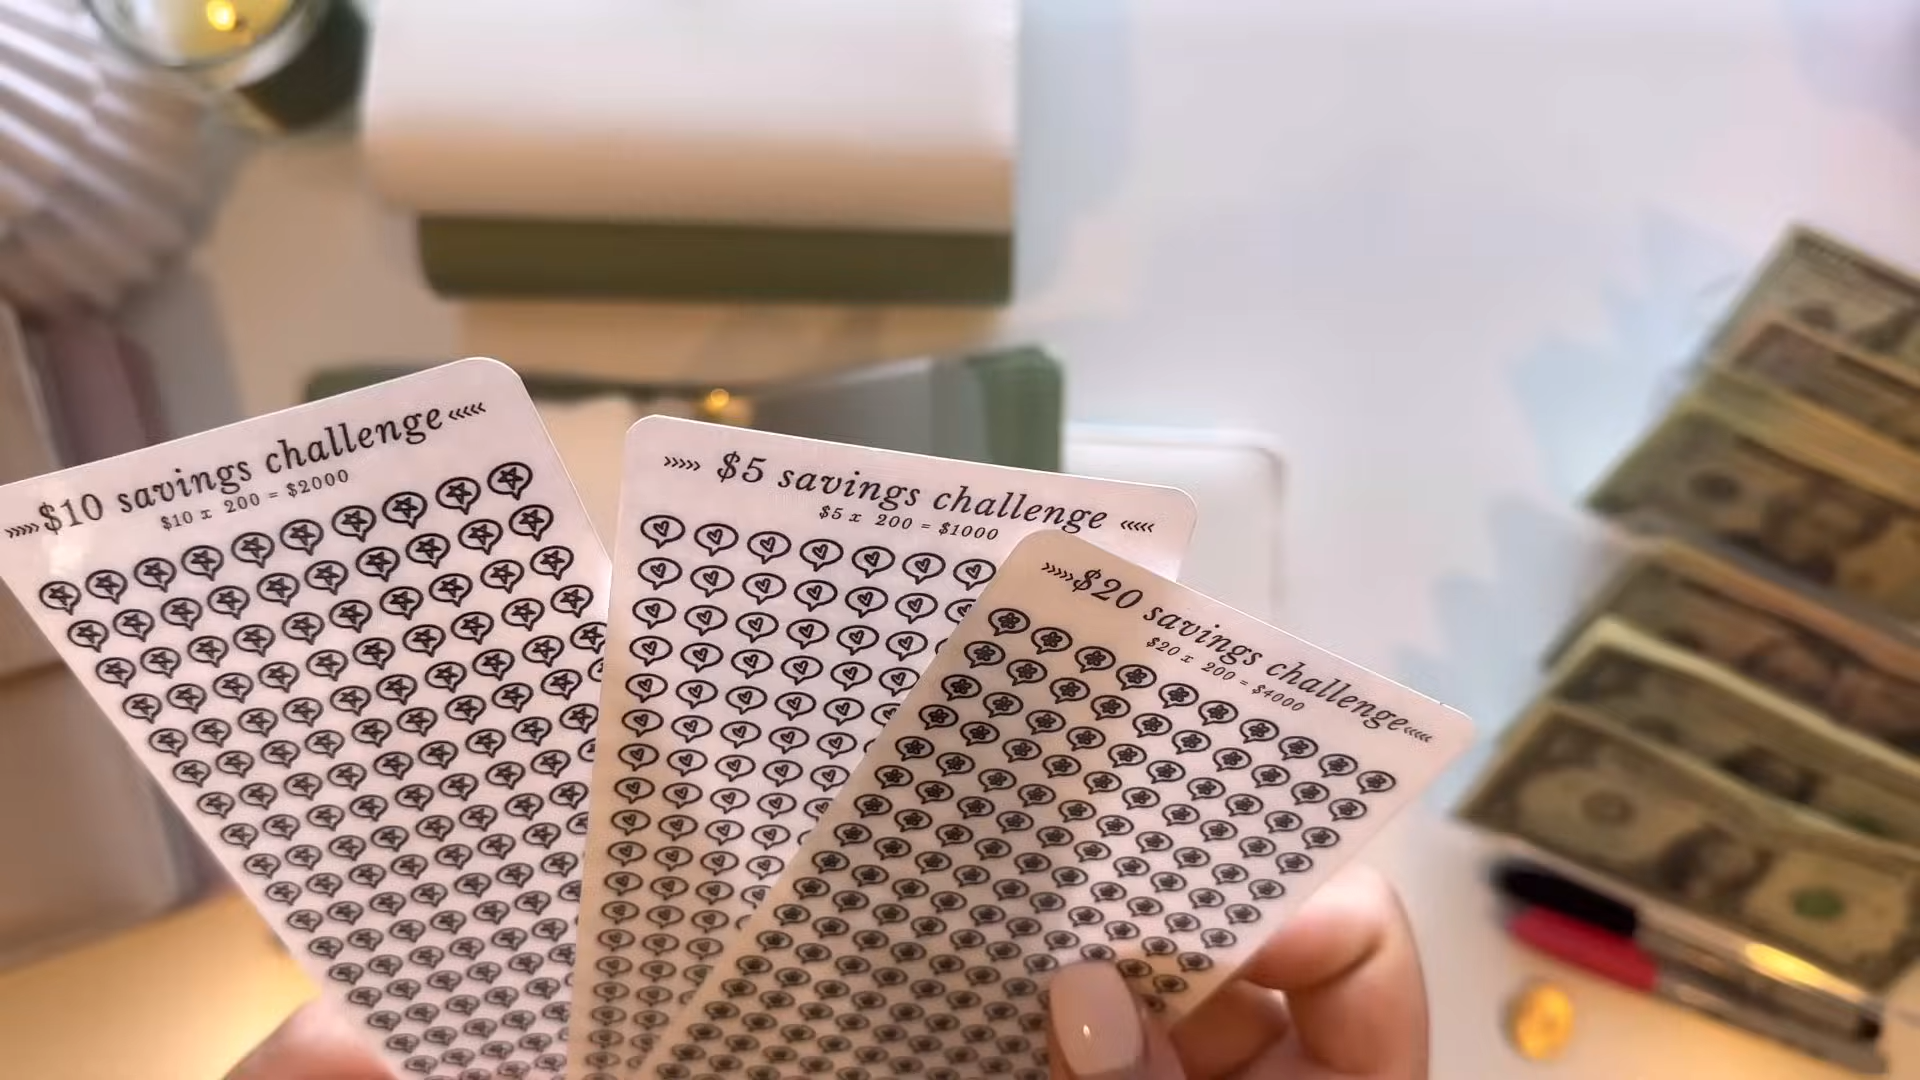 »»» $10 savings challenge «««
$10 x 200 = $2000
»»» $5 savings challenge «««
$5 x 200 = $1000
»»» $20 savings challenge «««
$20 x 200 = $4000